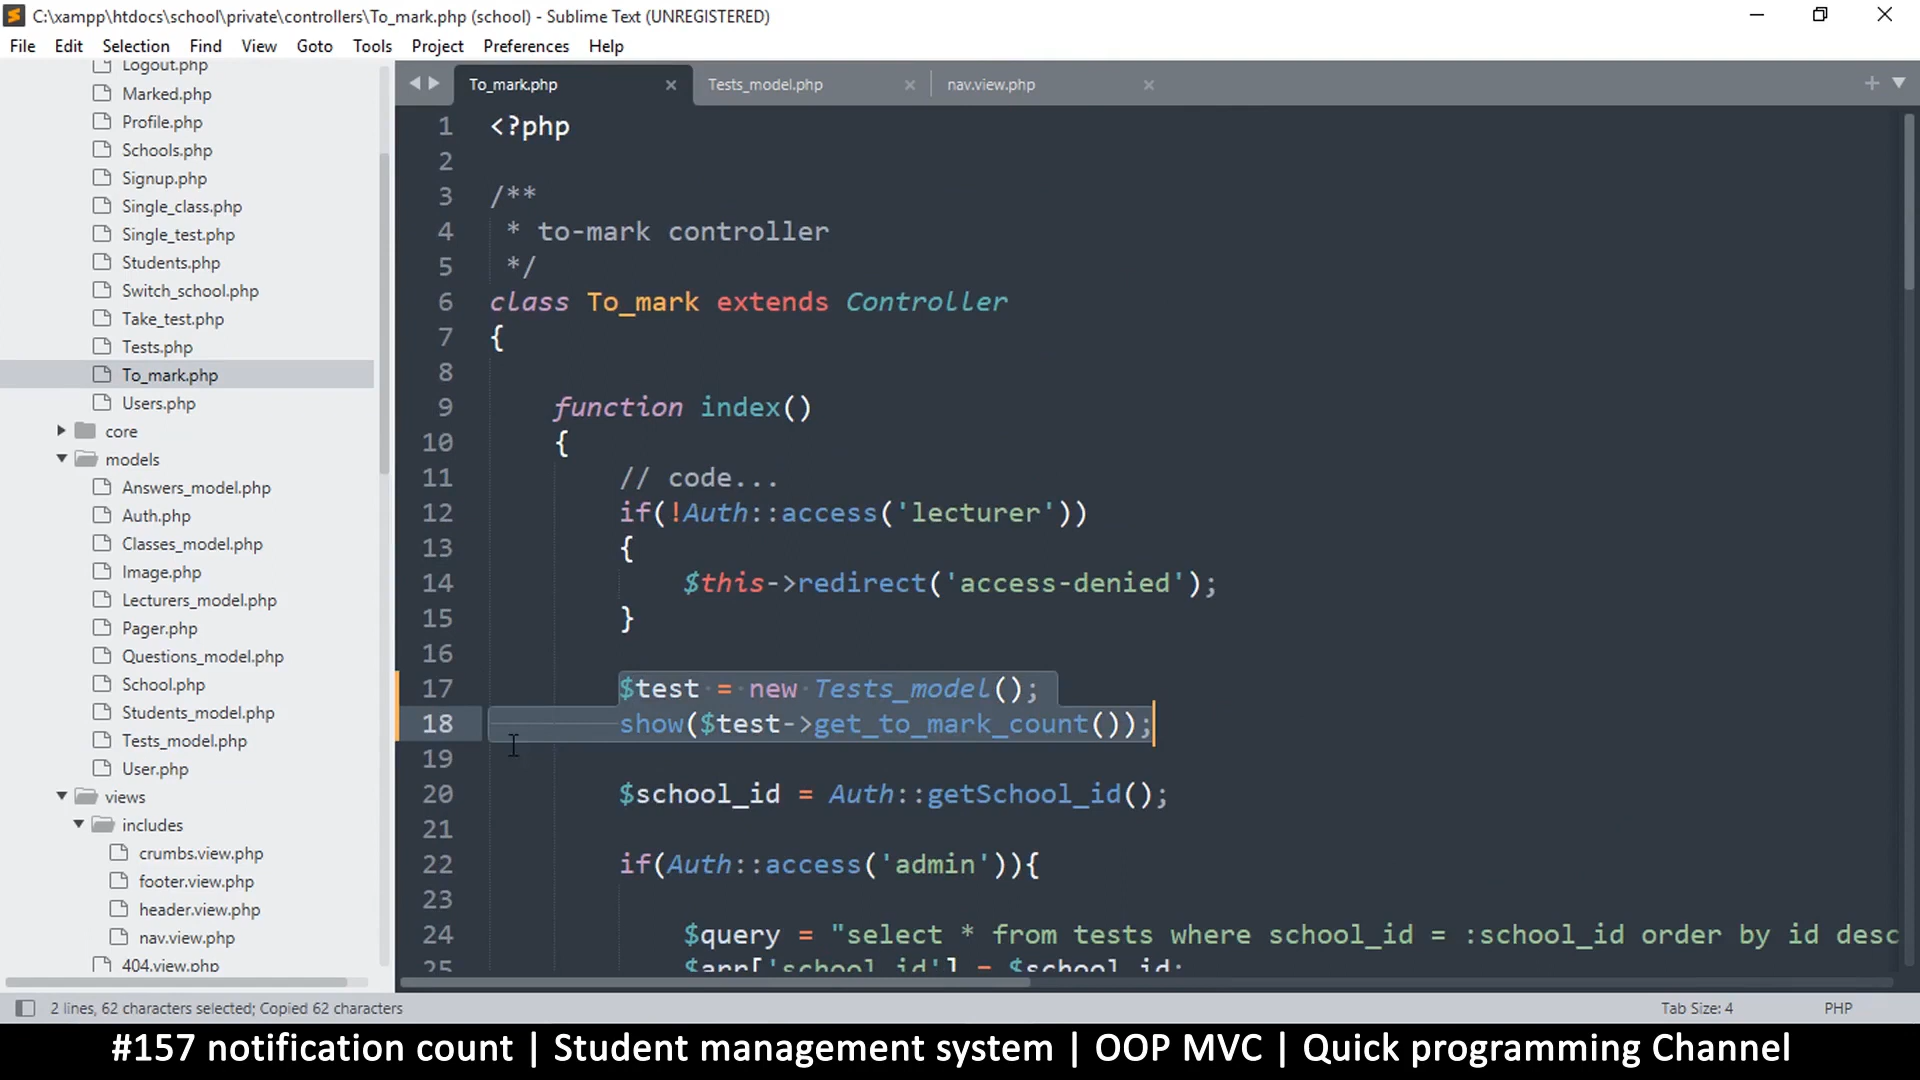 C:\xampp\htdocs\school\private\controllers\To_mark.php (school) - Sublime Text (UNREGISTERED)
File Edit Selection Find View Goto Tools Project Preferences Help
Logout.php
Marked.php
Profile.php
Schools.php
Signup.php
Single_class.php
Single_test.php
Students.php
Switch_school.php
Take_test.php
Tests.php
To_mark.php
Users.php
core
models
Answers_model.php
Auth.php
Classes_model.php
Image.php
Lecturers_model.php
Pager.php
Questions_model.php
School.php
Students_model.php
Tests_model.php
User.php
views
includes
crumbs.view.php
footer.view.php
header.view.php
nav.view.php
404.view.php
To_mark.php Tests_model.php nav.view.php
1 <?php
2
3 /**
4 * to-mark controller
5 */
6 class To_mark extends Controller
7 {
8
9 function index()
10 {
11 // code...
12 if(!Auth::access('lecturer'))
13 {
14 $this->redirect('access-denied');
15 }
16
17 $test = new Tests_model();
18 show($test->get_to_mark_count());
19
20 $school_id = Auth::getSchool_id();
21
22 if(Auth::access('admin')){
23
24 $query = "select * from tests where school_id = :school_id order by id desc
25 $arr['school_id'] = $school_id;
2 lines, 62 characters selected; Copied 62 characters Tab Size: 4 PHP
#157 notification count | Student management system | OOP MVC | Quick programming Channel